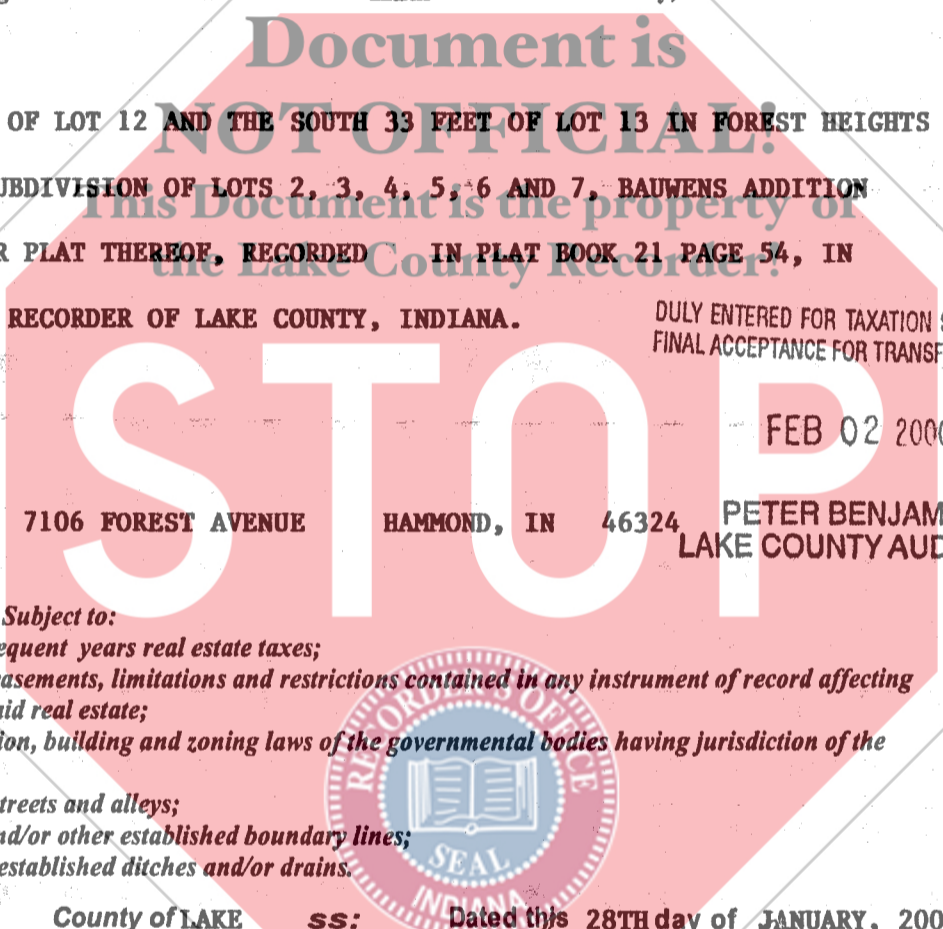 Document is
NOT OFFICIAL!
OF LOT 12 AND THE SOUTH 33 FEET OF LOT 13 IN FOREST HEIGHTS
UBDIVISION OF LOTS 2, 3, 4, 5, 6 AND 7, BAUWENS ADDITION
This Document is the property of
R PLAT THEREOF, RECORDED IN PLAT BOOK 21 PAGE 54, IN
the Lake County Recorder!
RECORDER OF LAKE COUNTY, INDIANA.
DULY ENTERED FOR TAXATION
FINAL ACCEPTANCE FOR TRANSF
STOP
FEB 02 200
7106 FOREST AVENUE HAMMOND, IN 46324
PETER BENJAM
LAKE COUNTY AUD
Subject to:
equent years real estate taxes;
asements, limitations and restrictions contained in any instrument of record affecting
aid real estate;
ion, building and zoning laws of the governmental bodies having jurisdiction of the
treets and alleys;
nd/or other established boundary lines;
established ditches and/or drains.
RECORDER'S OFFICE
SEAL
INDIANA
County of LAKE ss: Dated this 28TH day of JANUARY, 200